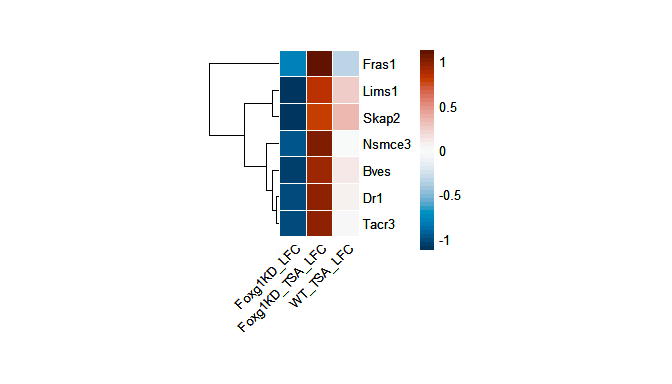 Fras1
Lims1
Skap2
Nsmce3
Bves
Dr1
Tacr3
1
0.5
0
-0.5
-1
Foxg1KD_LFC
Foxg1KD_TSA_LFC
WT_TSA_LFC